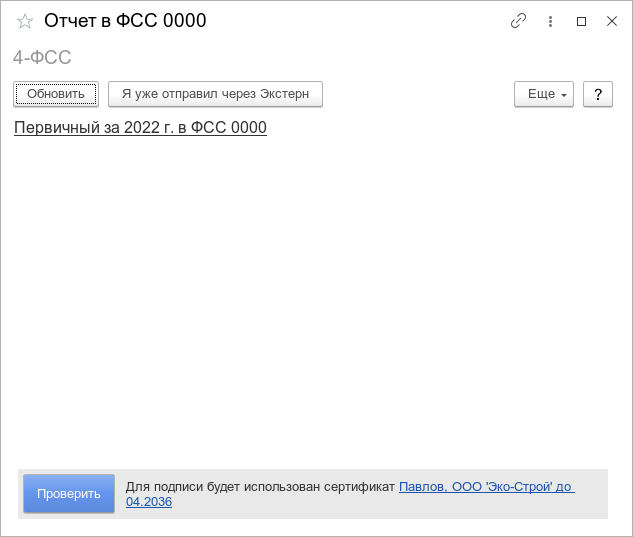 Отчет в ФСС 0000
4-ФСС
Обновить Я уже отправил через Экстерн Еще ?
Первичный за 2022 г. в ФСС 0000
Проверить
Для подписи будет использован сертификат Павлов, ООО 'Эко-Строй' до
04.2036